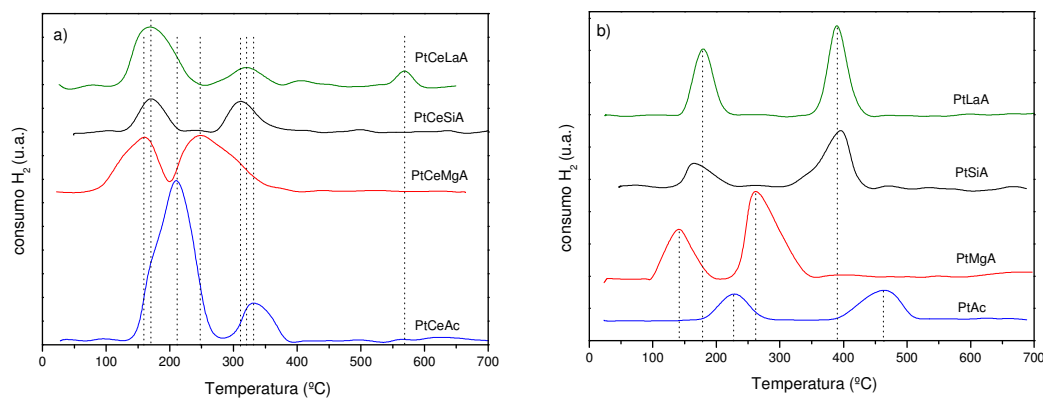 a)
PtCeLaA
PtCeSiA
PtCeMgA
PtCeAc
consumo H2 (u.a.)
0 100 200 300 400 500 600 700
Temperatura (ºC)
b)
PtLaA
PtSiA
PtMgA
PtAc
consumo H2 (u.a.)
0 100 200 300 400 500 600 700
Temperatura (ºC)